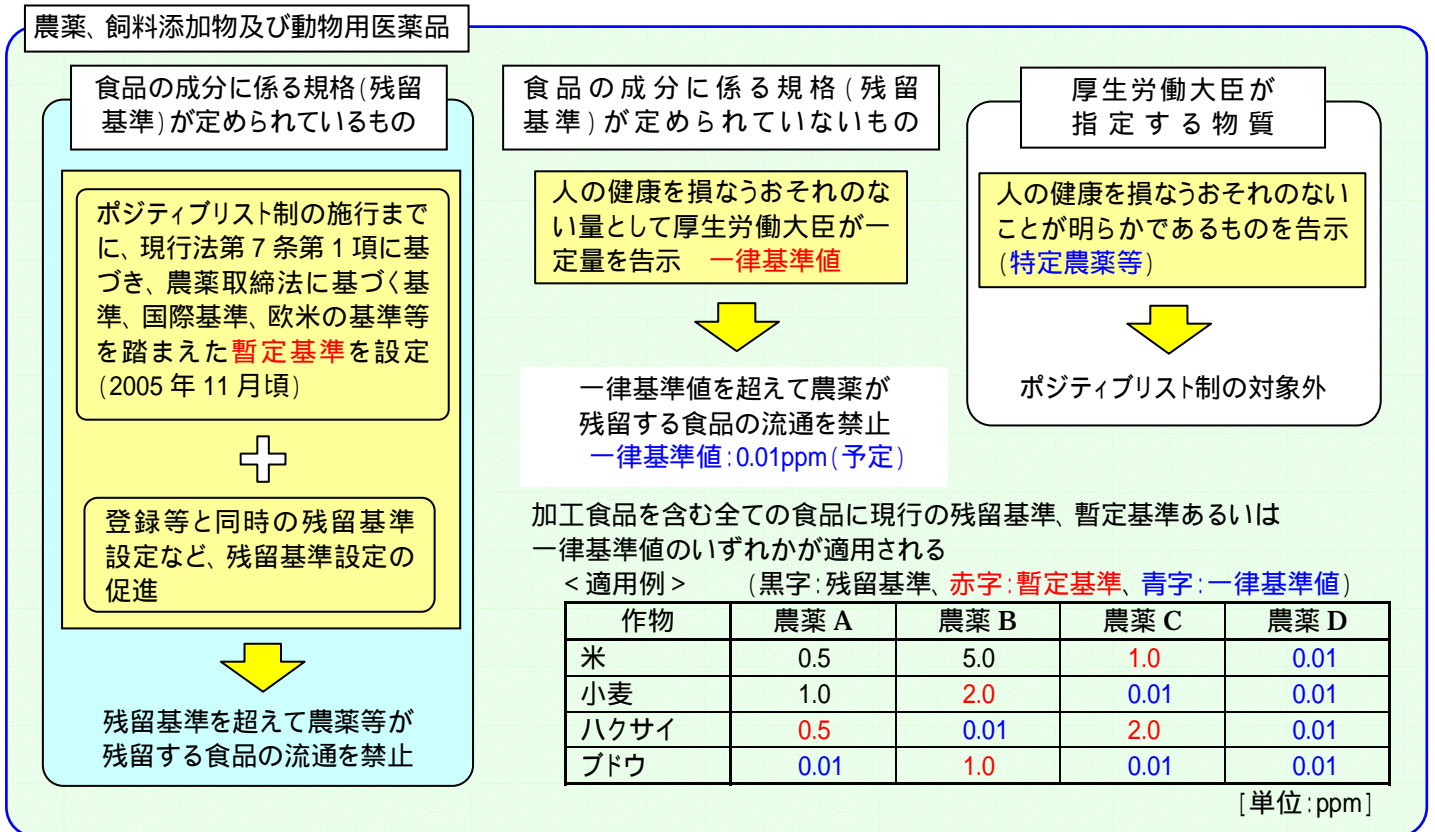 農薬、飼料添加物及び動物用医薬品
食品の成分に係る規格(残留
基準)が定められているもの
ポジティブリスト制の施行まで
に、現行法第7条第1項に基
づき、農薬取締法に基づく基
準、国際基準、欧米の基準等
を踏まえた暫定基準を設定
(2005年11月頃)
登録等と同時の残留基準
設定など、残留基準設定の
促進
残留基準を超えて農薬等が
残留する食品の流通を禁止
食品の成分に係る規格(残留
基準)が定められていないもの
人の健康を損なうおそれのな
い量として厚生労働大臣が一
定量を告示 一律基準値
一律基準値を超えて農薬が
残留する食品の流通を禁止
一律基準値:0.01ppm(予定)
厚生労働大臣が
指定する物質
人の健康を損なうおそれのない
ことが明らかであるものを告示
(特定農薬等)
ポジティブリスト制の対象外
加工食品を含む全ての食品に現行の残留基準、暫定基準あるいは
一律基準値のいずれかが適用される
<適用例> (黒字:残留基準、赤字:暫定基準、青字:一律基準値)
作物 農薬A 農薬B 農薬C 農薬D
米 0.5 5.0 1.0 0.01
小麦 1.0 2.0 0.01 0.01
ハクサイ 0.5 0.01 2.0 0.01
ブドウ 0.01 1.0 0.01 0.01
[単位:ppm]